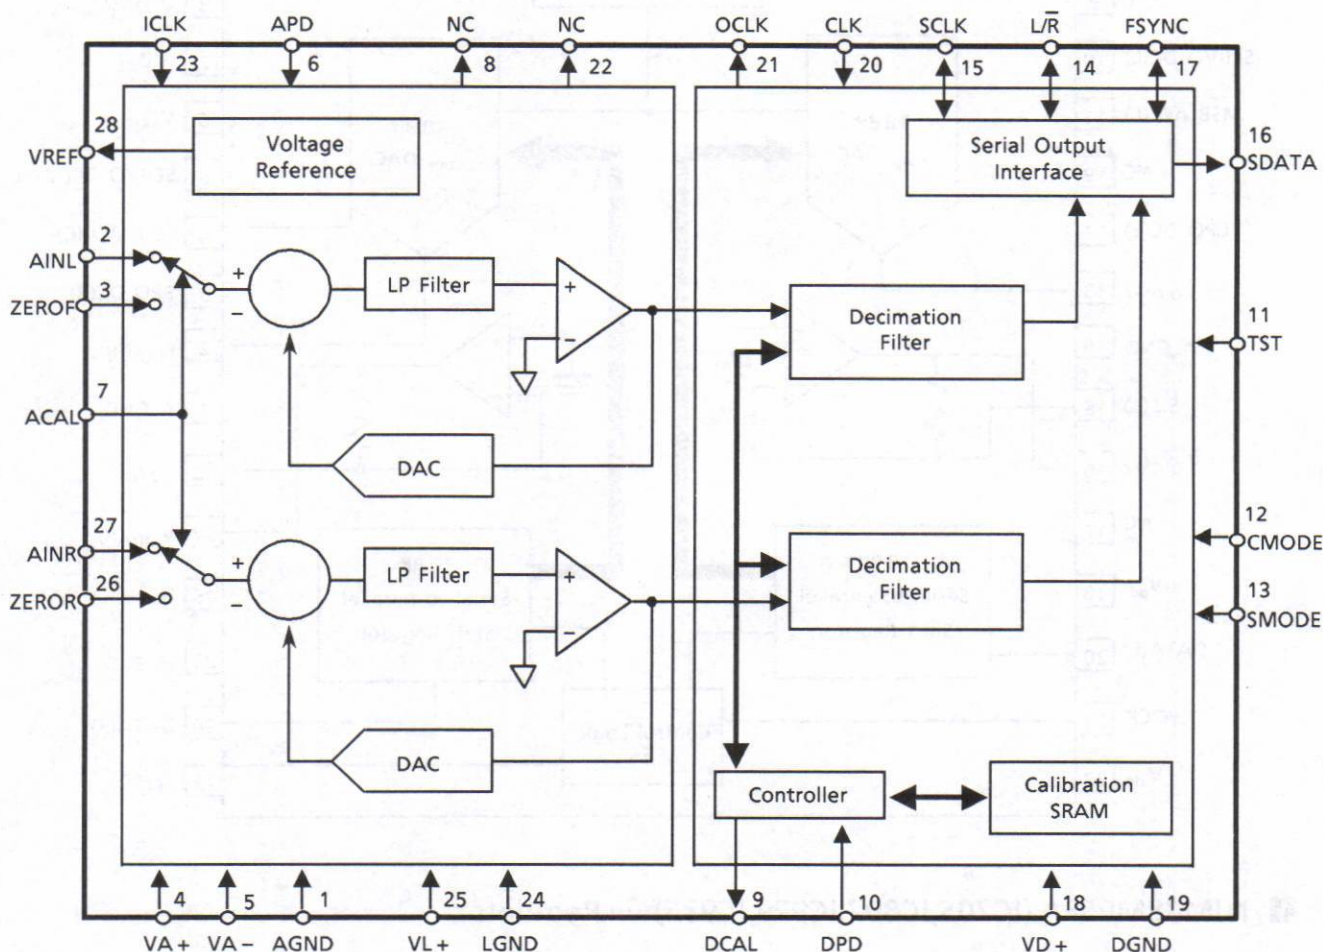 ICLK APD NC NC OCLK CLK SCLK L/R̅ FSYNC
23 6 8 22 21 20 15 14 17
28
VREF
Voltage
Reference
Serial Output
Interface
16
SDATA
2
AINL
3
ZEROF
+
−
LP Filter
+
−
Decimation
Filter
11
TST
7
ACAL
DAC
27
AINR
26
ZEROR
+
−
LP Filter
+
−
Decimation
Filter
12
CMODE
13
SMODE
DAC
Controller
Calibration
SRAM
4 5 1 25 24 9 10 18 19
VA + VA − AGND VL + LGND DCAL DPD VD + DGND